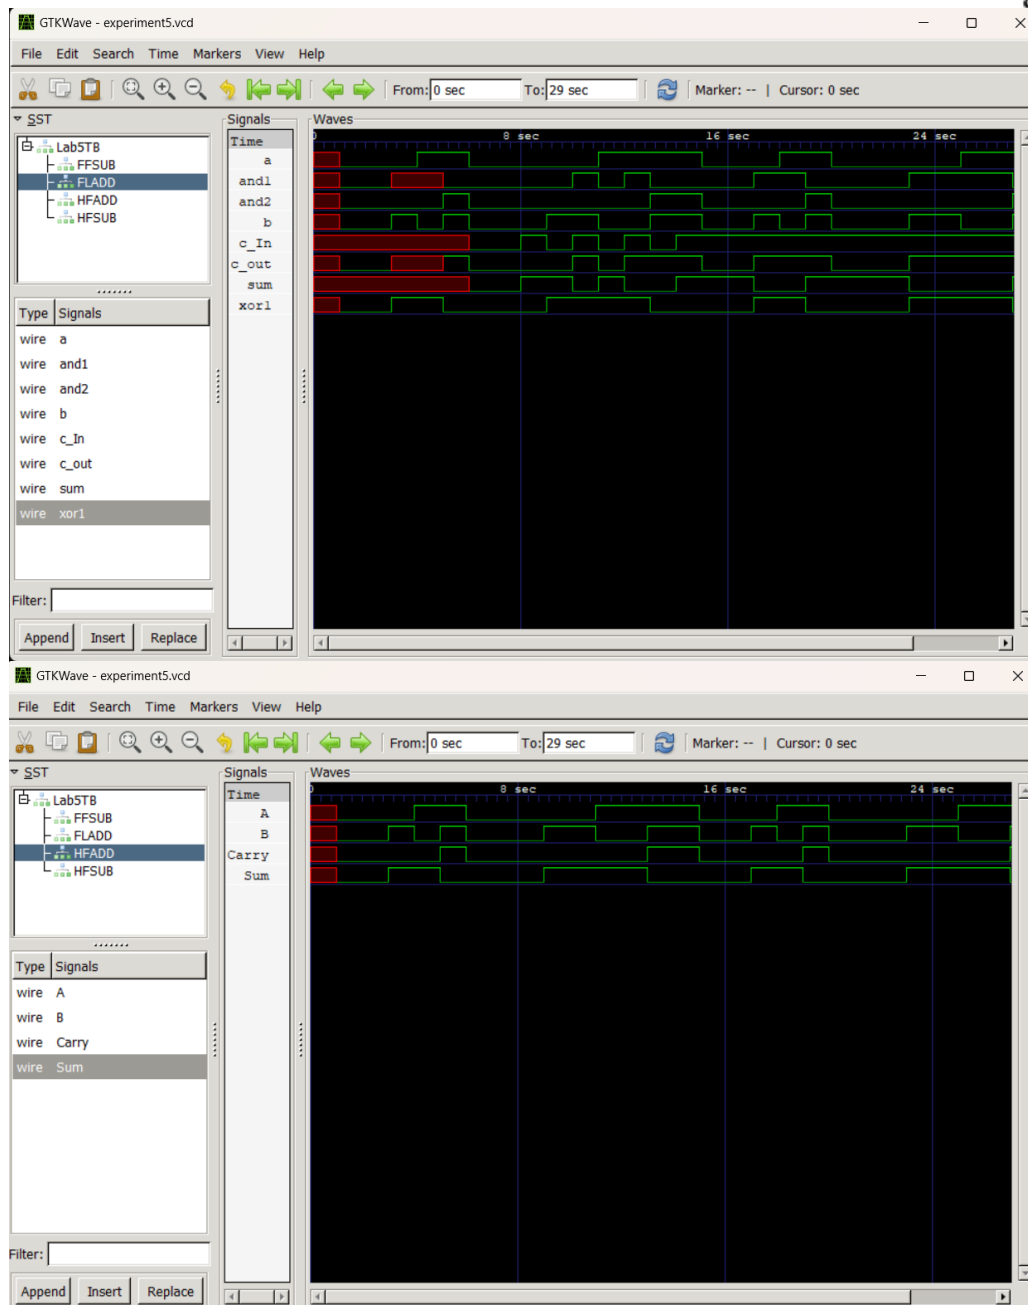 GTKWave - experiment5.vcd
File Edit Search Time Markers View Help
From: 0 sec To: 29 sec Marker: -- | Cursor: 0 sec
SST
Signals
Waves
Lab5TB
FFSUB
FLADD
HFADD
HFSUB
Time
a
and1
and2
b
c_In
c_out
sum
xor1
0 8 sec 16 sec 24 sec
Type Signals
wire a
wire and1
wire and2
wire b
wire c_In
wire c_out
wire sum
wire xor1
Filter:
Append Insert Replace
GTKWave - experiment5.vcd
File Edit Search Time Markers View Help
From: 0 sec To: 29 sec Marker: -- | Cursor: 0 sec
SST
Signals
Waves
Lab5TB
FFSUB
FLADD
HFADD
HFSUB
Time
A
B
Carry
Sum
0 8 sec 16 sec 24 sec
Type Signals
wire A
wire B
wire Carry
wire Sum
Filter:
Append Insert Replace